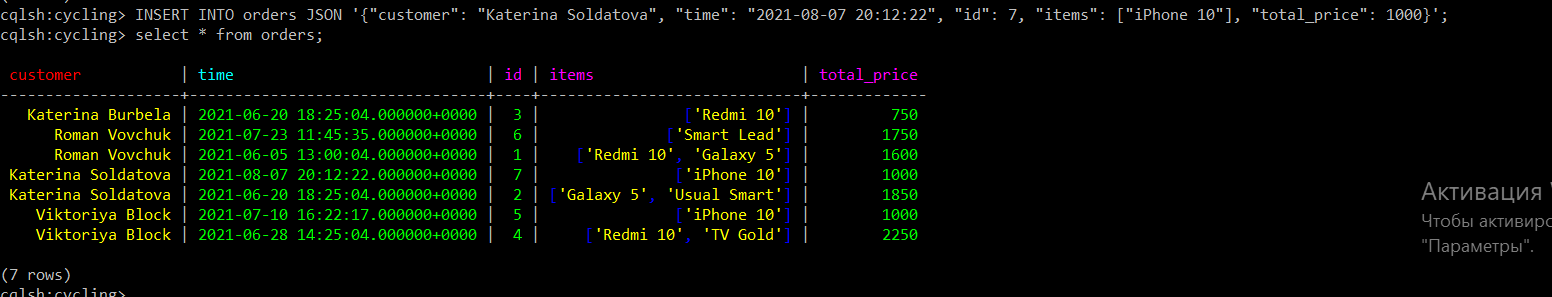 cqlsh:cycling> INSERT INTO orders JSON '{"customer": "Katerina Soldatova", "time": "2021-08-07 20:12:22", "id": 7, "items": ["iPhone 10"], "total_price": 1000}';
cqlsh:cycling> select * from orders;
customer | time | id | items | total_price
--------------------+---------------------------------+----+----------------------------+-------------
Katerina Burbela | 2021-06-20 18:25:04.000000+0000 | 3 | ['Redmi 10'] | 750
Roman Vovchuk | 2021-07-23 11:45:35.000000+0000 | 6 | ['Smart Lead'] | 1750
Roman Vovchuk | 2021-06-05 13:00:04.000000+0000 | 1 | ['Redmi 10', 'Galaxy 5'] | 1600
Katerina Soldatova | 2021-08-07 20:12:22.000000+0000 | 7 | ['iPhone 10'] | 1000
Katerina Soldatova | 2021-06-20 18:25:04.000000+0000 | 2 | ['Galaxy 5', 'Usual Smart'] | 1850
Viktoriya Block | 2021-07-10 16:22:17.000000+0000 | 5 | ['iPhone 10'] | 1000
Viktoriya Block | 2021-06-28 14:25:04.000000+0000 | 4 | ['Redmi 10', 'TV Gold'] | 2250
(7 rows)
cqlsh:cycling>
Активация
Чтобы активиро
"Параметры".